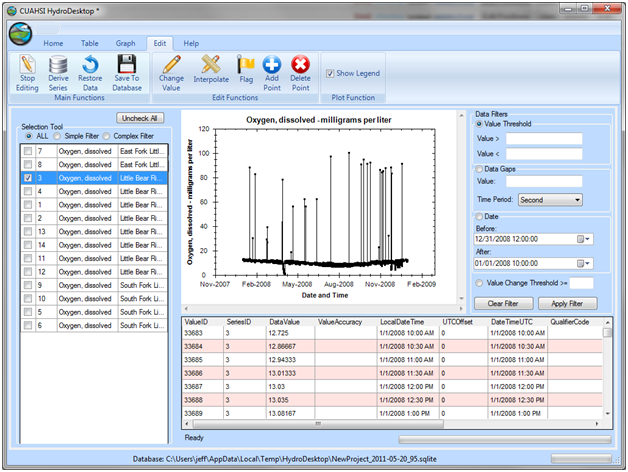 CUAHSI HydroDesktop *
Home Table Graph Edit Help
Stop Editing
Derive Series
Restore Data
Save To Database
Change Value
Interpolate
Flag
Add Point
Delete Point
Show Legend
Main Functions
Edit Functions
Plot Function
Uncheck All
Selection Tool
ALL Simple Filter Complex Filter
7 Oxygen, dissolved East Fork Littl...
8 Oxygen, dissolved East Fork Littl...
3 Oxygen, dissolved Little Bear Ri...
4 Oxygen, dissolved Little Bear Ri...
1 Oxygen, dissolved Little Bear Ri...
2 Oxygen, dissolved Little Bear Ri...
13 Oxygen, dissolved Little Bear Ri...
14 Oxygen, dissolved Little Bear Ri...
11 Oxygen, dissolved Little Bear Ri...
12 Oxygen, dissolved Little Bear Ri...
9 Oxygen, dissolved South Fork Li...
10 Oxygen, dissolved South Fork Li...
5 Oxygen, dissolved South Fork Li...
6 Oxygen, dissolved South Fork Li...
Oxygen, dissolved - milligrams per liter
Oxygen, dissolved - milligrams per liter
120
100
80
60
40
20
0
Nov-2007 Feb-2008 May-2008 Aug-2008 Nov-2008 Feb-2009
Date and Time
Data Filters
Value Threshold
Value >
Value <
Data Gaps
Value:
Time Period: Second
Date
Before:
12/31/2008 12:00:00
After:
01/01/2008 10:00:00
Value Change Threshold >=
Clear Filter Apply Filter
ValueID SeriesID DataValue ValueAccuracy LocalDateTime UTCOffset DateTimeUTC QualifierCode
33683 3 12.725 1/1/2008 10:00 AM 0 1/1/2008 10:00 AM
33684 3 12.86667 1/1/2008 10:30 AM 0 1/1/2008 10:30 AM
33685 3 12.94333 1/1/2008 11:00 AM 0 1/1/2008 11:00 AM
33686 3 13.01333 1/1/2008 11:30 AM 0 1/1/2008 11:30 AM
33687 3 13.03 1/1/2008 12:00 PM 0 1/1/2008 12:00 PM
33688 3 13.035 1/1/2008 12:30 PM 0 1/1/2008 12:30 PM
33689 3 13.08167 1/1/2008 1:00 PM 0 1/1/2008 1:00 PM
Ready
Database: C:\Users\jeff\AppData\Local\Temp\HydroDesktop\NewProject_2011-05-20_95.sqlite